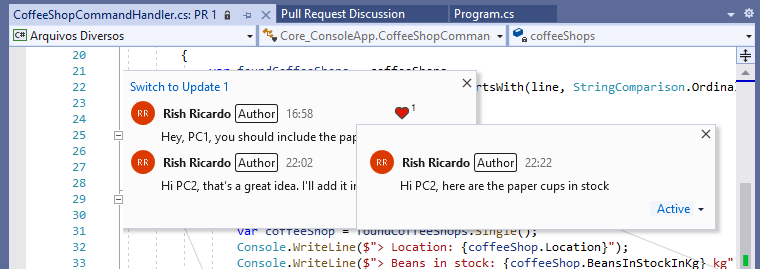 CoffeeShopCommandHandler.cs: PR 1 Pull Request Discussion Program.cs
C# Arquivos Diversos Core_ConsoleApp.CoffeeShopComman coffeeShops
20 {
21 var foundCoffeeShops = coffeeShops
22 rtsWith(line, StringComparison.Ordina
Switch to Update 1
23
24 RR Rish Ricardo Author 16:58 1
25 Hey, PC1, you should include the pap
26
27 RR Rish Ricardo Author 22:02
28 Hi PC2, that's a great idea. I'll add it in
RR Rish Ricardo Author 22:22
Hi PC2, here are the paper cups in stock
Active
29
30
31 var coffeeShop = foundCoffeeShops.Single();
32 Console.WriteLine($"> Location: {coffeeShop.Location}");
33 Console.WriteLine($"> Beans in stock: {coffeeShop.BeansInStockInKg} kg"